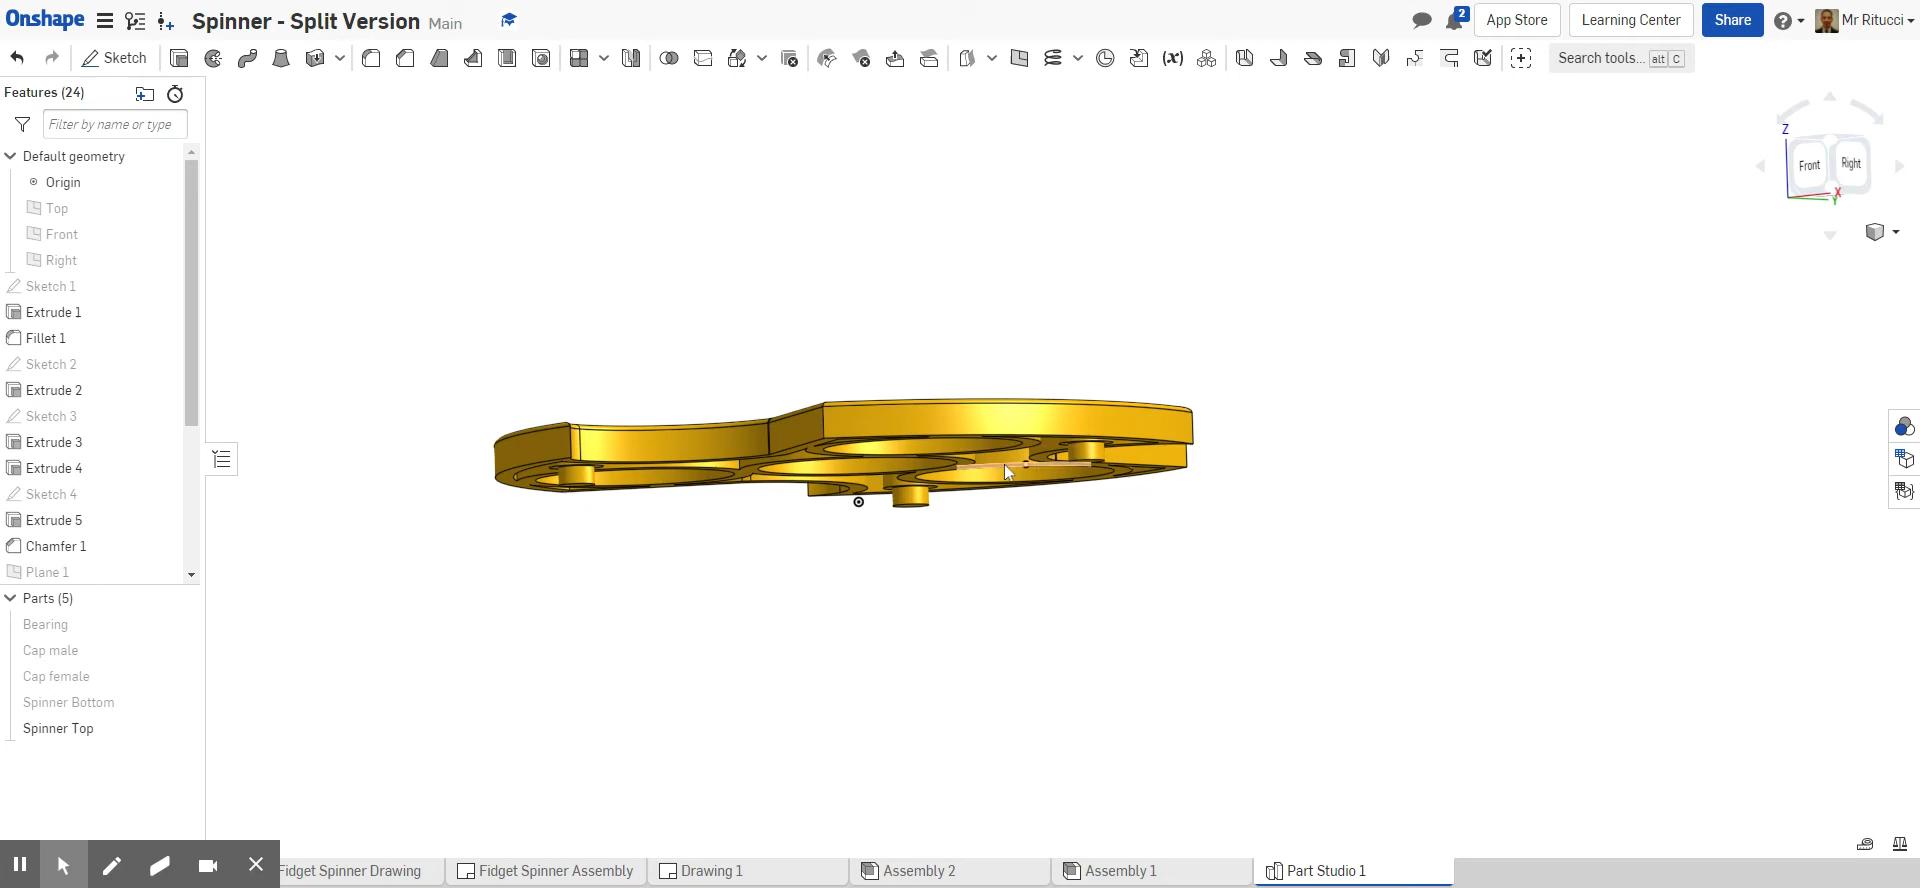 Onshape Spinner - Split Version Main 2 App Store Learning Center Share Mr Ritucci
Sketch (x) Search tools... alt C
Features (24)
Filter by name or type
Default geometry
Origin
Top
Front
Right
Sketch 1
Extrude 1
Fillet 1
Sketch 2
Extrude 2
Sketch 3
Extrude 3
Extrude 4
Sketch 4
Extrude 5
Chamfer 1
Plane 1
Parts (5)
Bearing
Cap male
Cap female
Spinner Bottom
Spinner Top
Z
Front Right
X
Y
Fidget Spinner Drawing Fidget Spinner Assembly Drawing 1 Assembly 2 Assembly 1 Part Studio 1